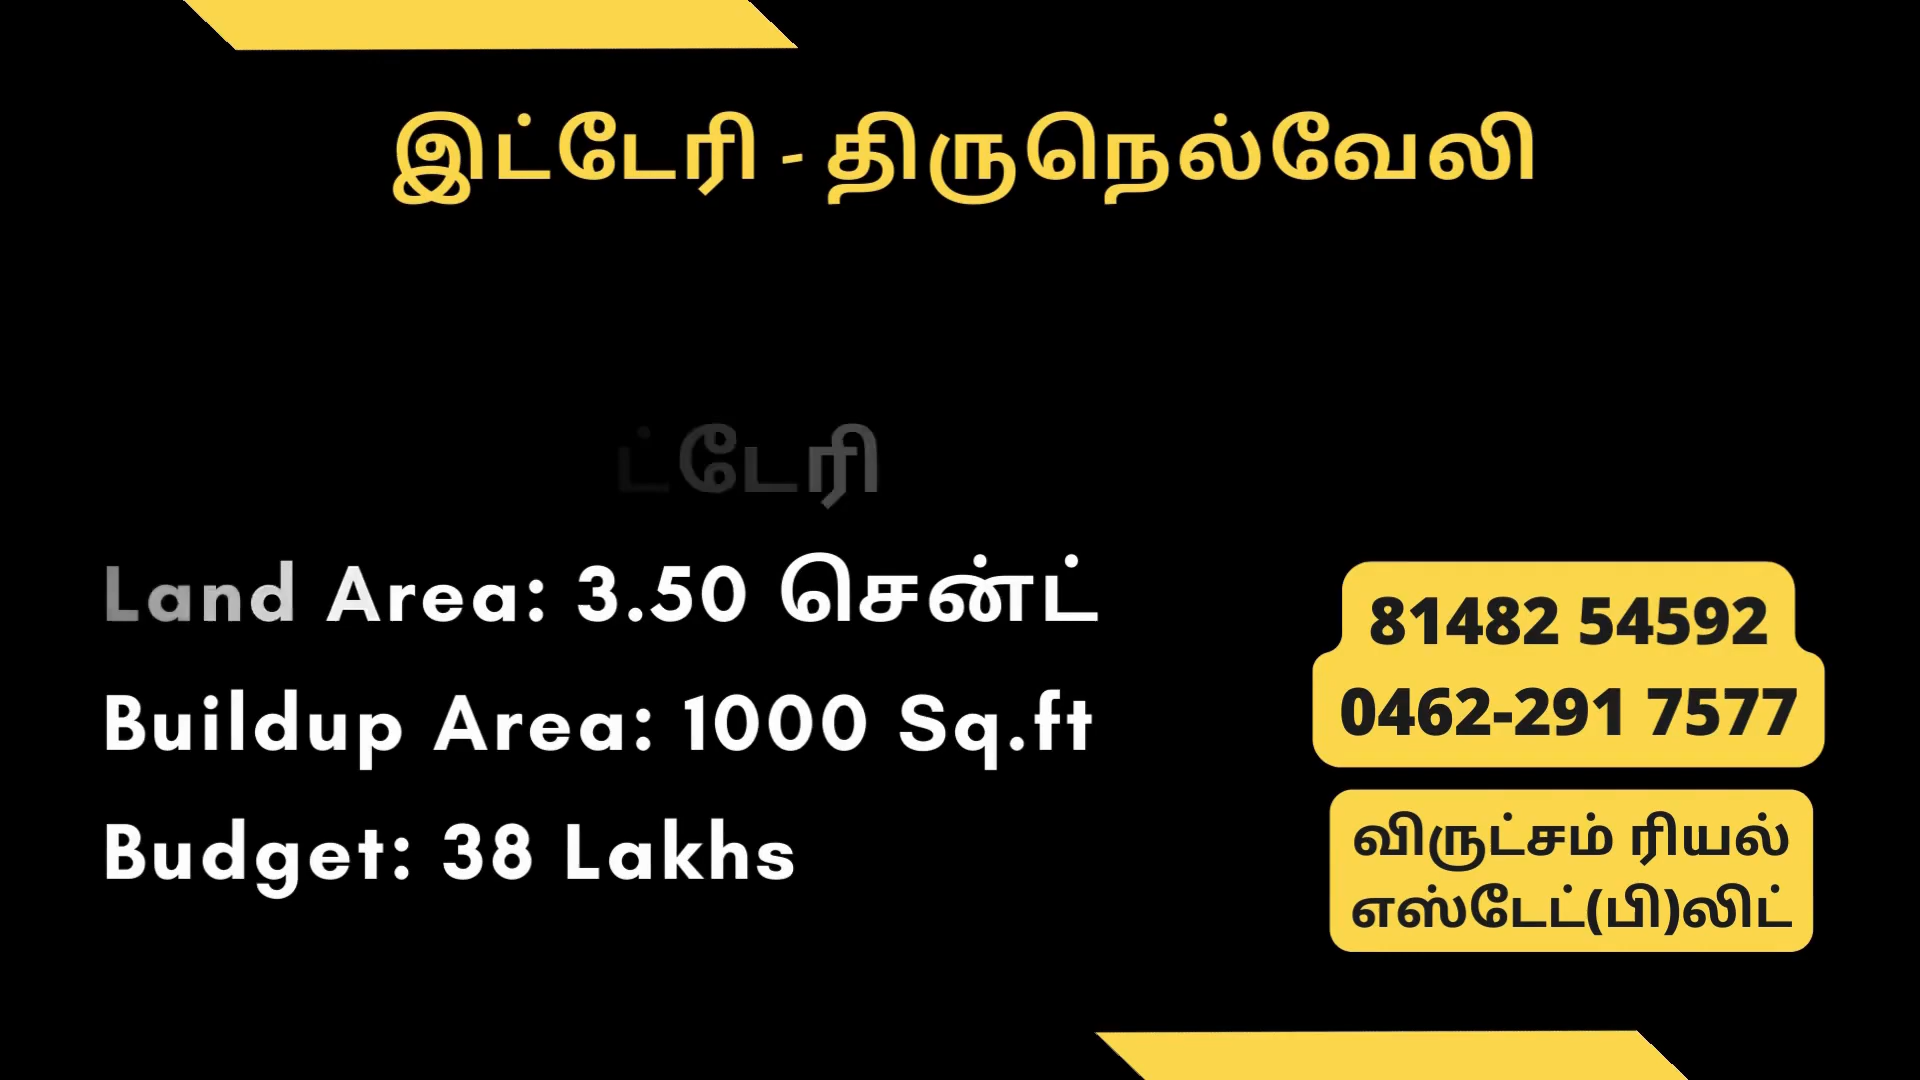 இட்டேரி - திருநெல்வேலி
ட்டேரி
Land Area: 3.50 சென்ட்
Buildup Area: 1000 Sq.ft
Budget: 38 Lakhs
81482 54592
0462-291 7577
விருட்சம் ரியல்
எஸ்டேட்(பி)லிட்